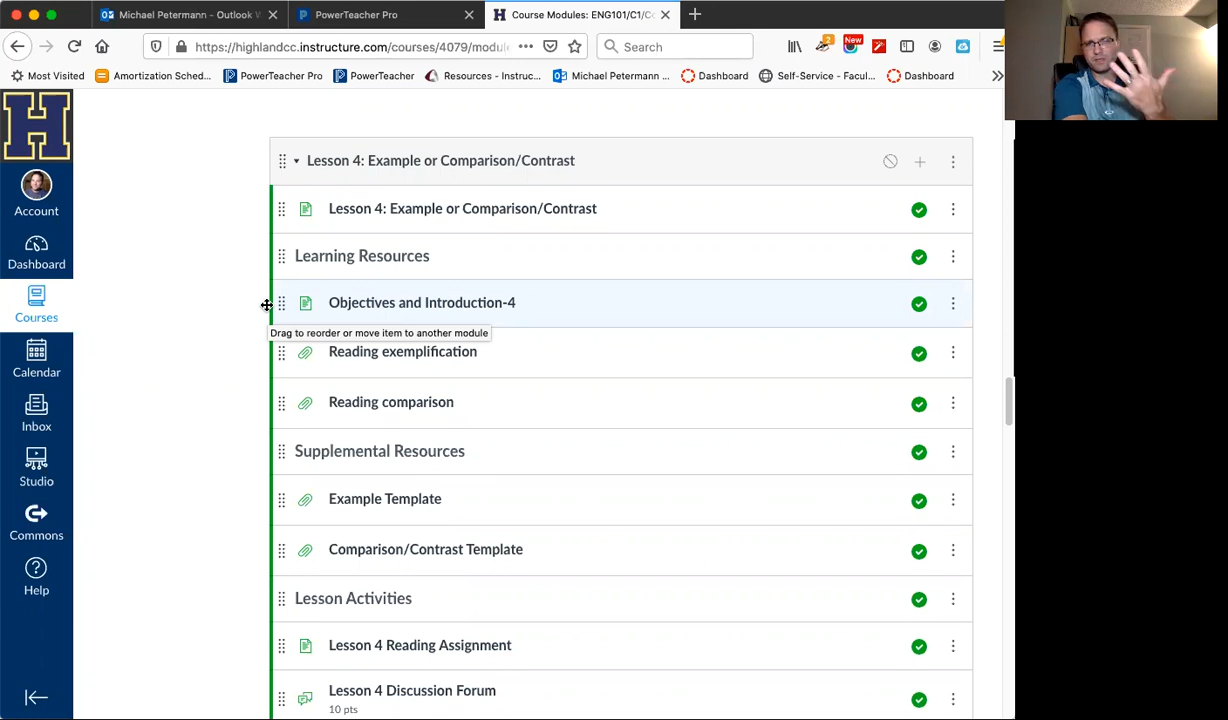 Michael Petermann – Outlook
PowerTeacher Pro
Course Modules: ENG101/C1/C
https://highlandcc.instructure.com/courses/4079/modul
Search
2
New
Most Visited
Amortization Sched...
PowerTeacher Pro
PowerTeacher
Resources - Instruc...
Michael Petermann ...
Dashboard
Self-Service - Facul...
Dashboard
H
Account
Dashboard
Courses
Calendar
Inbox
Studio
Commons
Help
Lesson 4: Example or Comparison/Contrast
Lesson 4: Example or Comparison/Contrast
Learning Resources
Objectives and Introduction-4
Drag to reorder or move item to another module
Reading exemplification
Reading comparison
Supplemental Resources
Example Template
Comparison/Contrast Template
Lesson Activities
Lesson 4 Reading Assignment
Lesson 4 Discussion Forum
10 pts